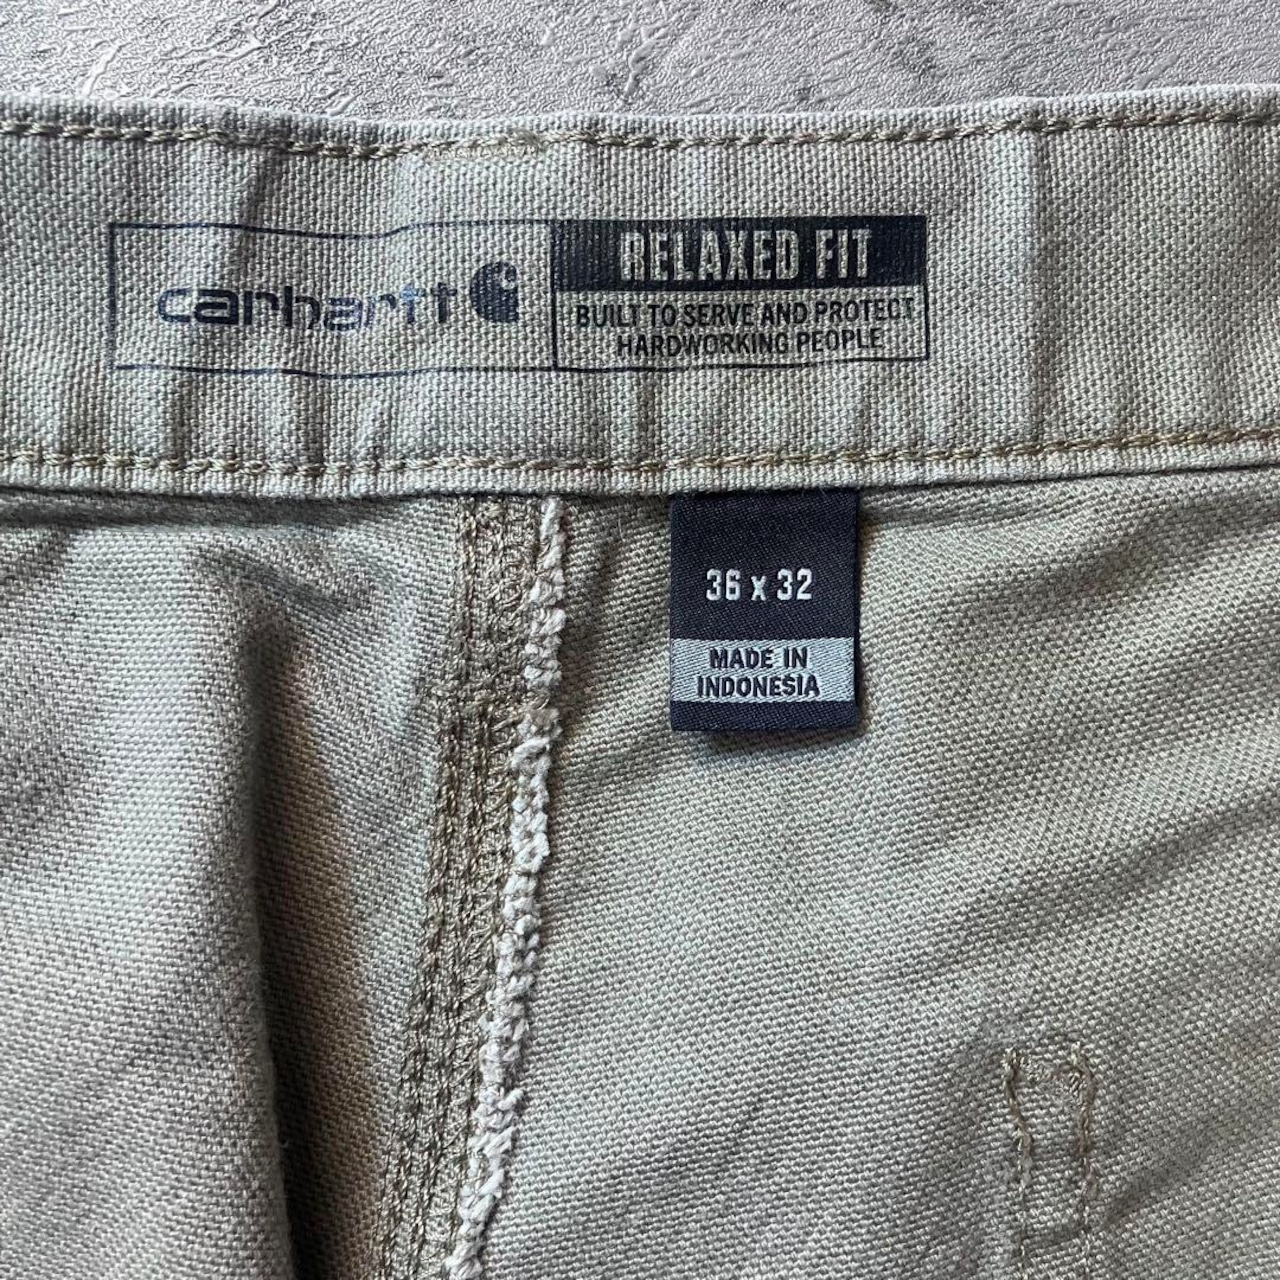 carhartt
RELAXED FIT
BUILT TO SERVE AND PROTECT
HARDWORKING PEOPLE
36 x 32
MADE IN
INDONESIA